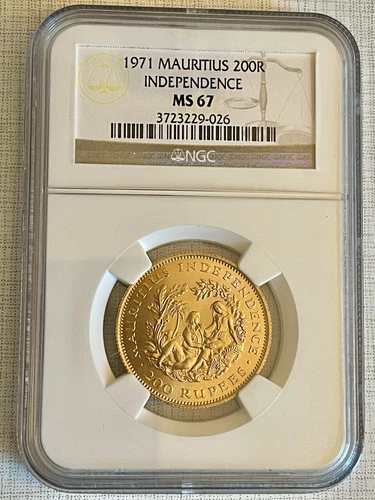 1971 MAURITIUS 200R
INDEPENDENCE
MS 67
3723229-026
NGC
MAURITIUS INDEPENDENCE
200 RUPEES